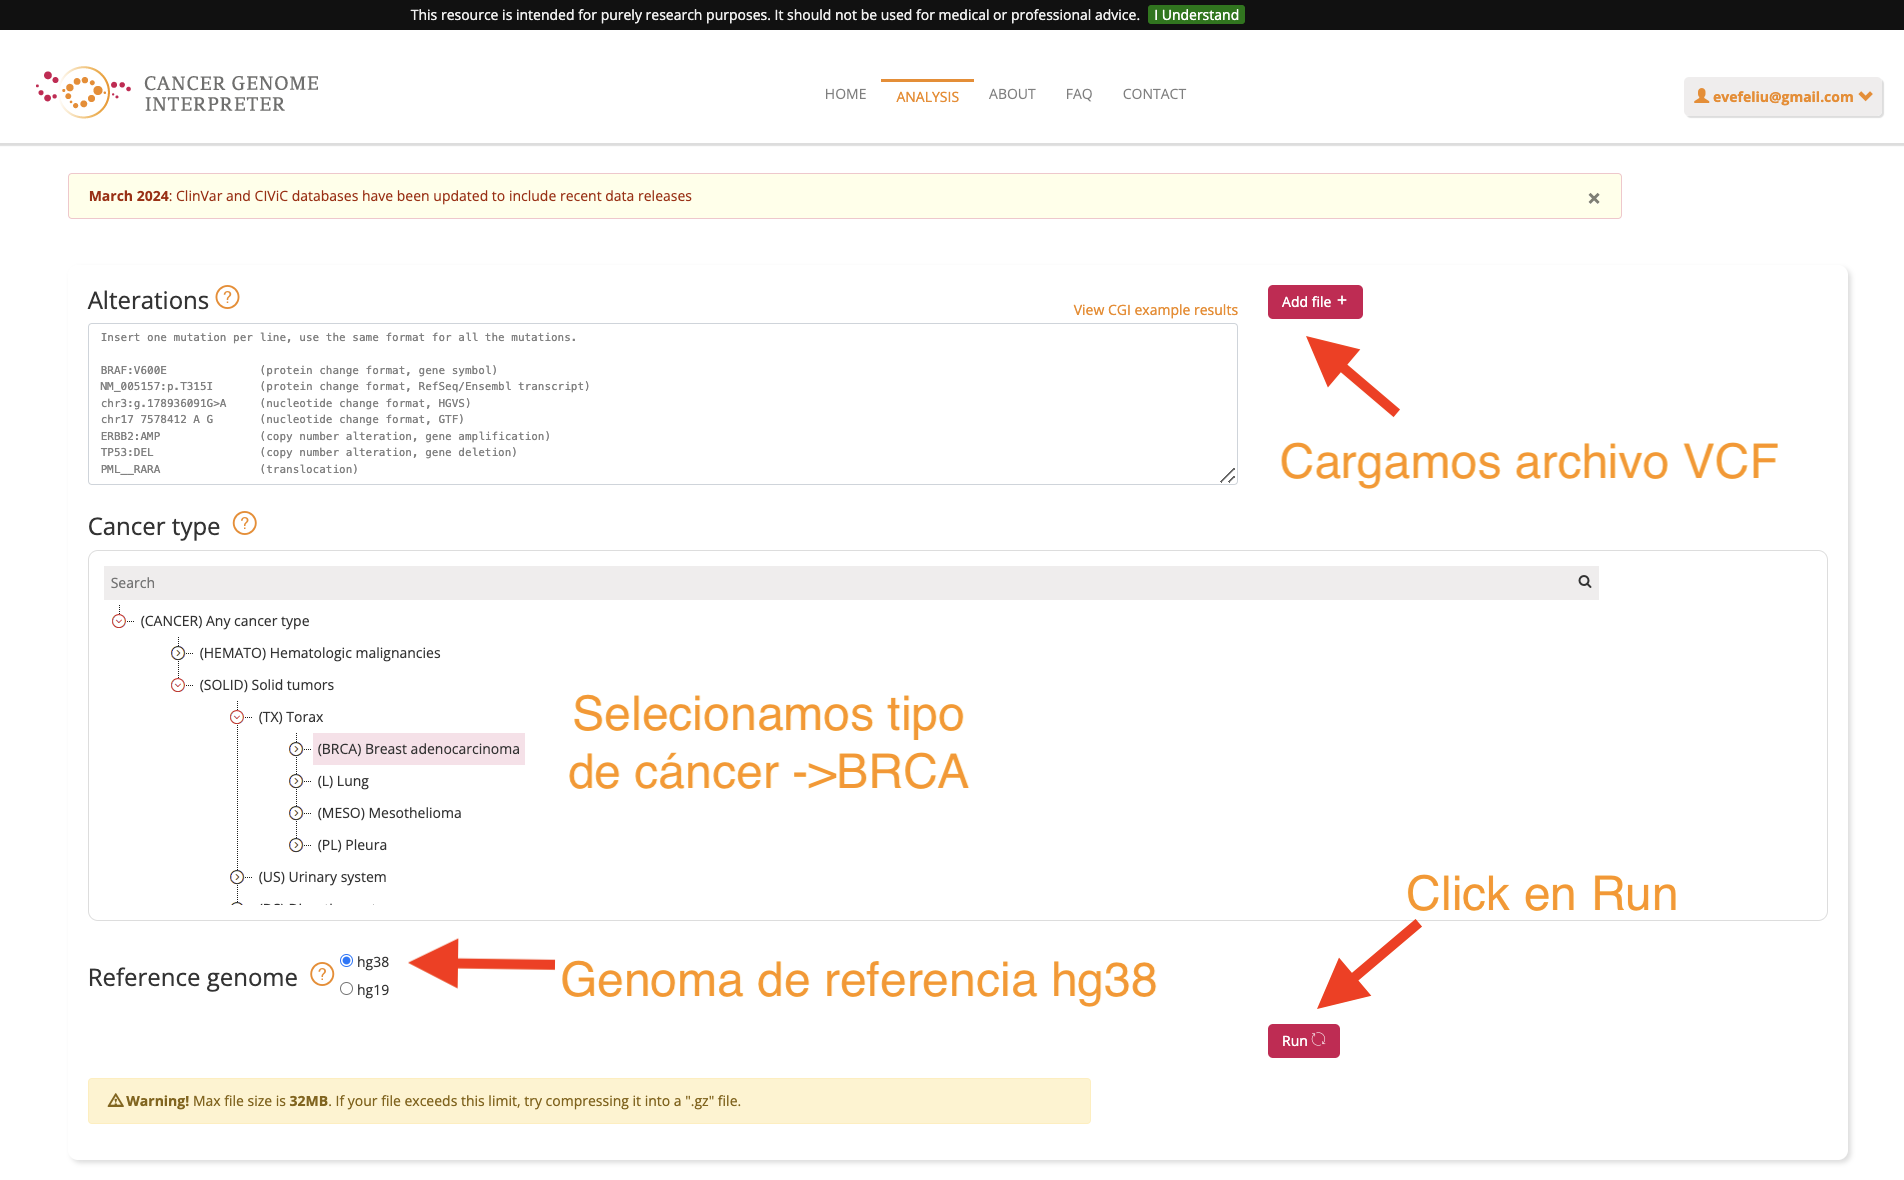 This resource is intended for purely research purposes. It should not be used for medical or professional advice. I Understand
CANCER GENOME
INTERPRETER
HOME
ANALYSIS
ABOUT
FAQ
CONTACT
evefeliu@gmail.com
March 2024: ClinVar and CIViC databases have been updated to include recent data releases
×
Alterations ?
View CGI example results
Add file +
Insert one mutation per line, use the same format for all the mutations.
BRAF:V600E (protein change format, gene symbol)
NM_005157:p.T315I (protein change format, RefSeq/Ensembl transcript)
chr3:g.178936091G>A (nucleotide change format, HGVS)
chr17 7578412 A G (nucleotide change format, GTF)
ERBB2:AMP (copy number alteration, gene amplification)
TP53:DEL (copy number alteration, gene deletion)
PML__RARA (translocation)
Cargamos archivo VCF
Cancer type ?
Search
(CANCER) Any cancer type
(HEMATO) Hematologic malignancies
(SOLID) Solid tumors
(TX) Torax
(BRCA) Breast adenocarcinoma
(L) Lung
(MESO) Mesothelioma
(PL) Pleura
(US) Urinary system
Selecionamos tipo
de cáncer ->BRCA
Click en Run
Reference genome ?
hg38
hg19
Genoma de referencia hg38
Run
Warning! Max file size is 32MB. If your file exceeds this limit, try compressing it into a ".gz" file.